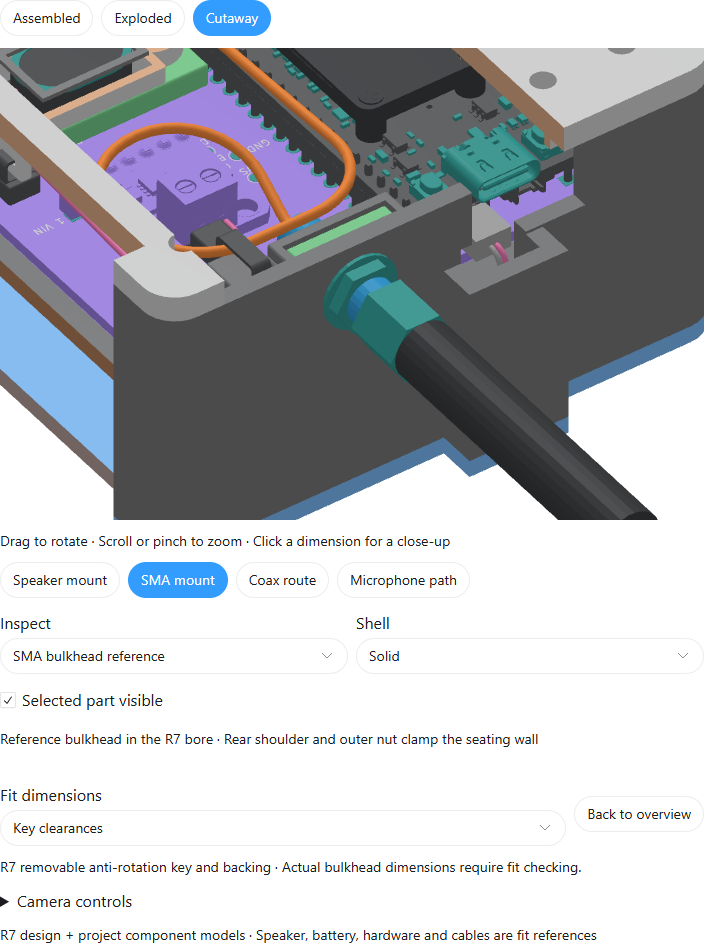 Assembled
Exploded
Cutaway
GND
1 VIN
Drag to rotate · Scroll or pinch to zoom · Click a dimension for a close-up
Speaker mount
SMA mount
Coax route
Microphone path
Inspect
Shell
SMA bulkhead reference
Solid
Selected part visible
Reference bulkhead in the R7 bore · Rear shoulder and outer nut clamp the seating wall
Fit dimensions
Key clearances
Back to overview
R7 removable anti-rotation key and backing · Actual bulkhead dimensions require fit checking.
Camera controls
R7 design + project component models · Speaker, battery, hardware and cables are fit references